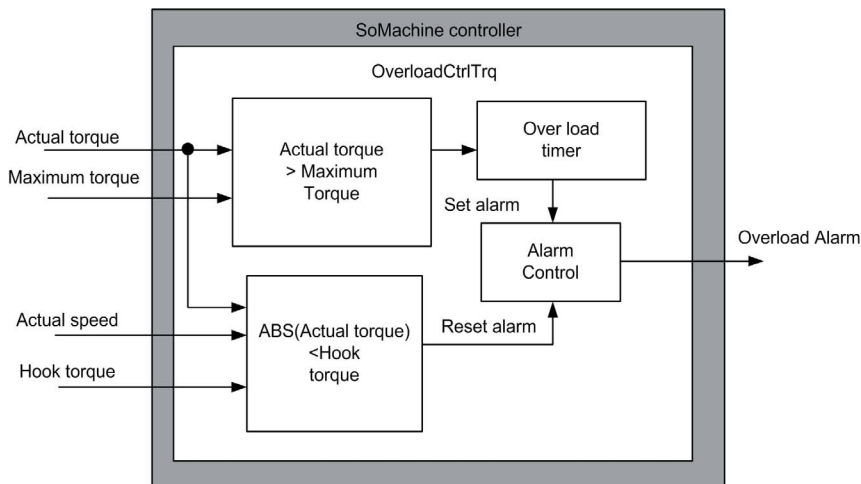 SoMachine controller
OverloadCtrlTrq
Actual torque
Maximum torque
Actual torque
> Maximum
Torque
Over load
timer
Set alarm
Alarm
Control
Overload Alarm
Actual speed
Hook torque
ABS(Actual torque)
<Hook
torque
Reset alarm